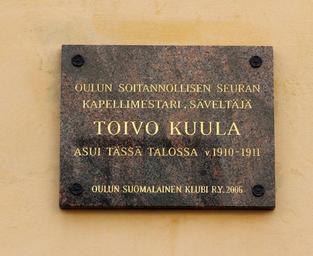 OULUN SOITANNOLLISEN SEURAN
KAPELLIMESTARI, SÄVELTÄJÄ
TOIVO KUULA
ASUI TÄSSÄ TALOSSA v.1910-1911
OULUN SUOMALAINEN KLUBI R.Y. 2006